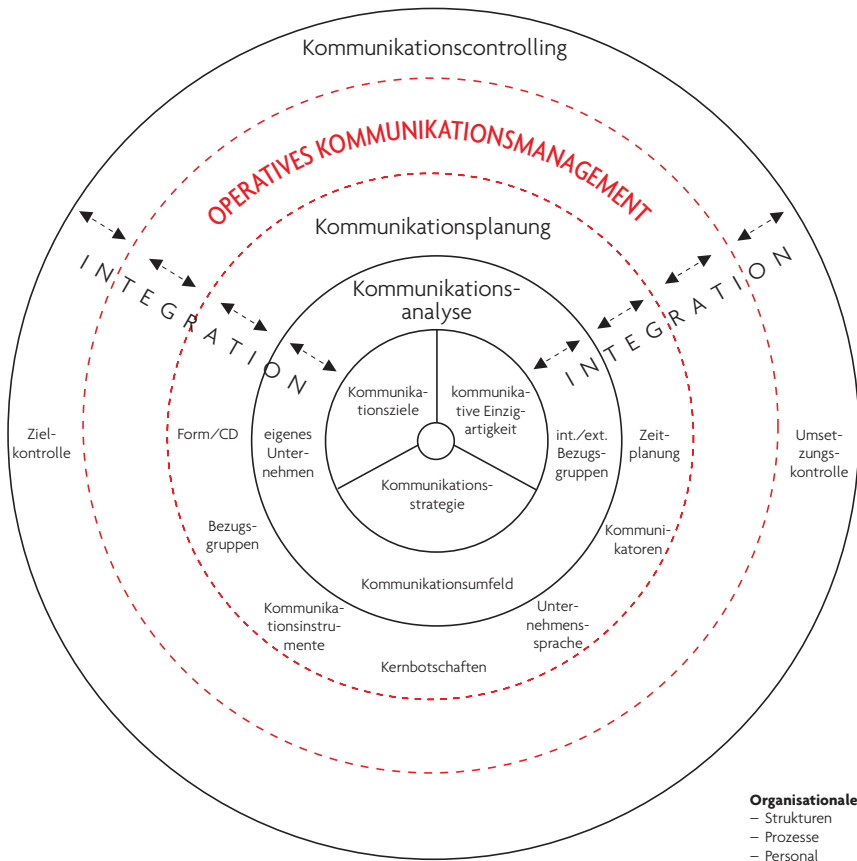 Kommunikationscontrolling
OPERATIVES KOMMUNIKATIONSMANAGEMENT
Kommunikationsplanung
INTEGRATION
INTEGRATION
Kommunikations-
analyse
Kommunika-
tionsziele
kommunika-
tive Einzig-
artigkeit
Kommunikations-
strategie
Ziel-
kontrolle
Form/CD
eigenes
Unter-
nehmen
int./ext.
Bezugs-
gruppen
Zeit-
planung
Umset-
zungs-
kontrolle
Bezugs-
gruppen
Kommuni-
katoren
Kommunikationsumfeld
Kommunika-
tionsinstru-
mente
Unter-
nehmens-
sprache
Kernbotschaften
Organisationale
– Strukturen
– Prozesse
– Personal